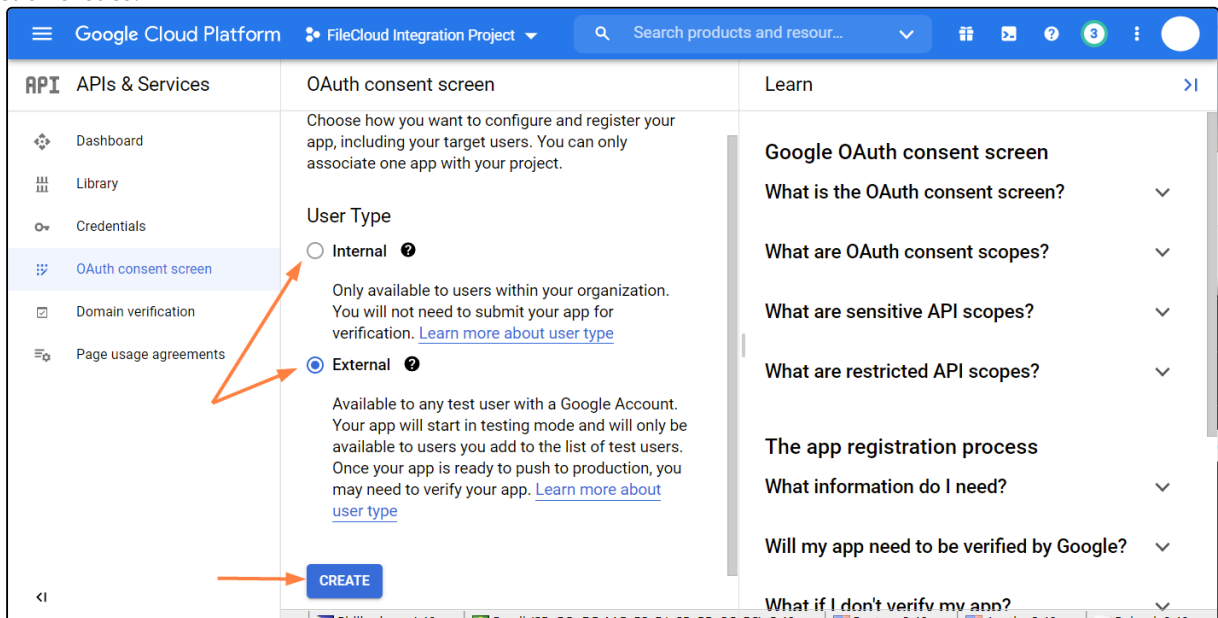 Google Cloud Platform
FileCloud Integration Project
Search products and resour...
3
API APIs & Services
Dashboard
Library
Credentials
OAuth consent screen
Domain verification
Page usage agreements
OAuth consent screen
Choose how you want to configure and register your
app, including your target users. You can only
associate one app with your project.
User Type
Internal
Only available to users within your organization.
You will not need to submit your app for
verification. Learn more about user type
External
Available to any test user with a Google Account.
Your app will start in testing mode and will only be
available to users you add to the list of test users.
Once your app is ready to push to production, you
may need to verify your app. Learn more about
user type
CREATE
Learn
Google OAuth consent screen
What is the OAuth consent screen?
What are OAuth consent scopes?
What are sensitive API scopes?
What are restricted API scopes?
The app registration process
What information do I need?
Will my app need to be verified by Google?
What if I don't verify my app?